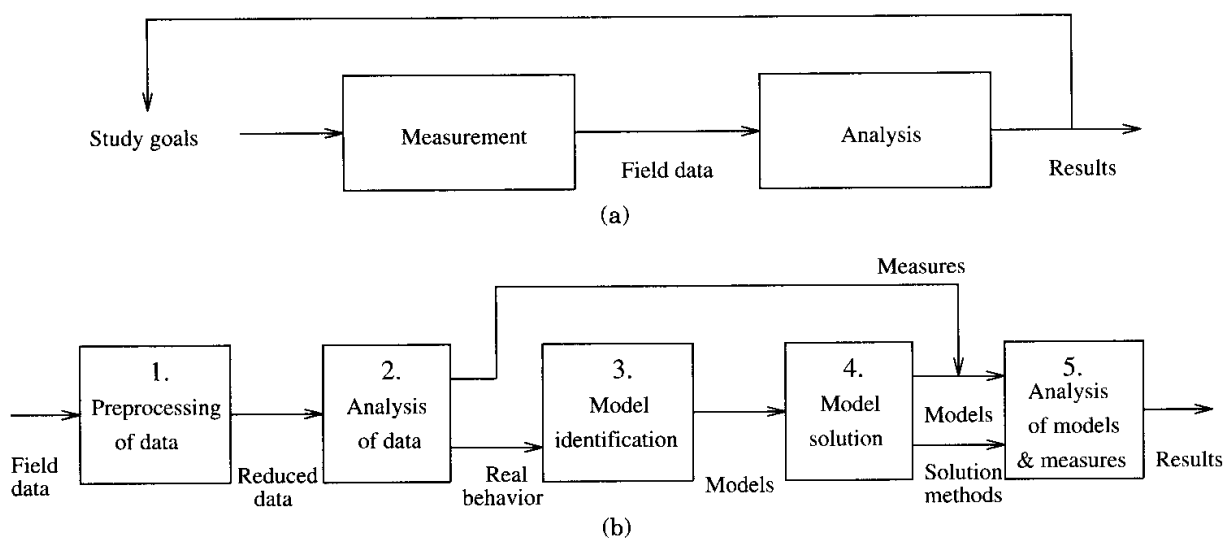 Study goals
Measurement
Field data
Analysis
Results
(a)
Measures
1.
Preprocessing
of data
2.
Analysis
of data
3.
Model
identification
4.
Model
solution
5.
Analysis
of models
& measures
Field
data
Reduced
data
Real
behavior
Models
Models
Solution
methods
Results
(b)